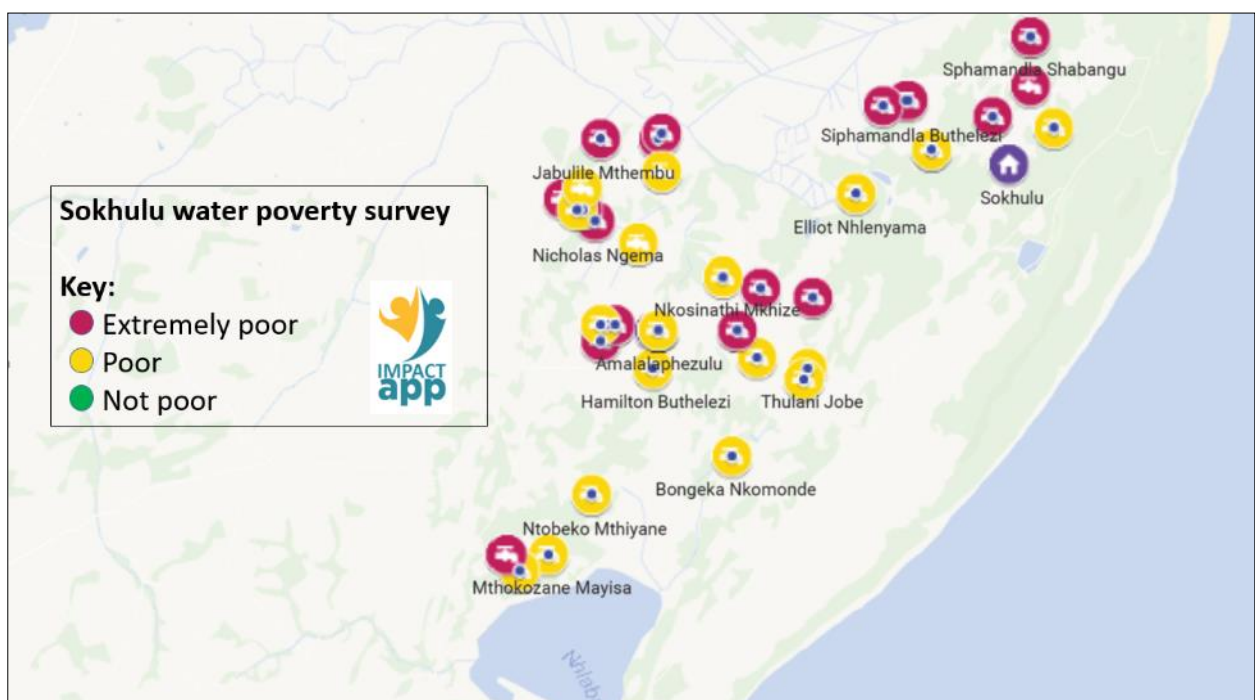 Sphamandla Shabangu
Siphamandla Buthelezi
Jabulile Mthembu
Sokhulu
Sokhulu water poverty survey
Elliot Nhlenyama
Nicholas Ngema
Key:
Extremely poor
Poor
Not poor
IMPACT
app
Nkosinathi Mkhize
Amalalaphezulu
Hamilton Buthelezi
Thulani Jobe
Bongeka Nkomonde
Ntobeko Mthiyane
Mthokozane Mayisa
Nhlab